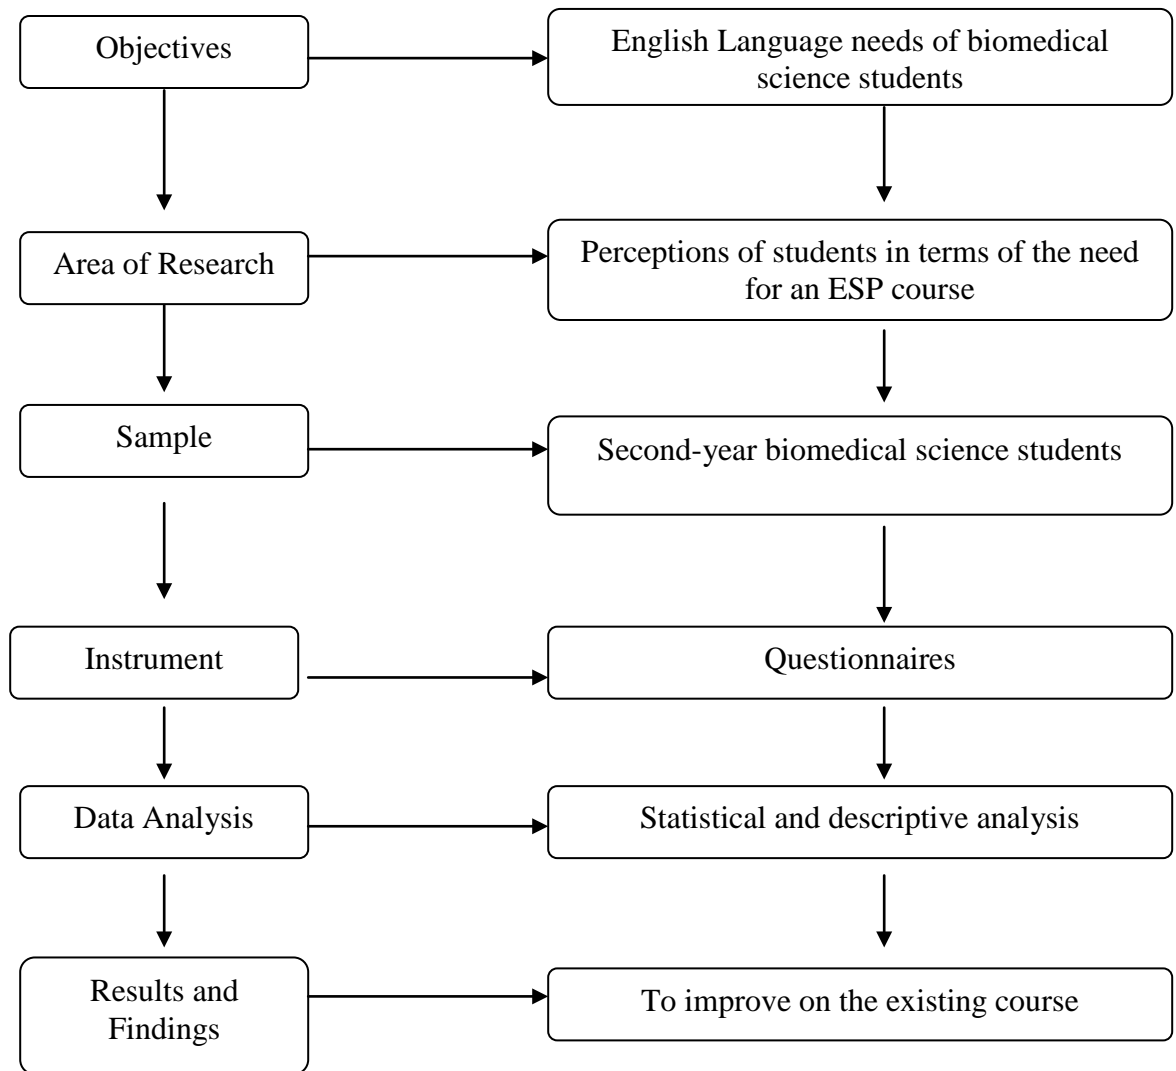 Objectives
English Language needs of biomedical
science students
Area of Research
Perceptions of students in terms of the need
for an ESP course
Sample
Second-year biomedical science students
Instrument
Questionnaires
Data Analysis
Statistical and descriptive analysis
Results and
Findings
To improve on the existing course